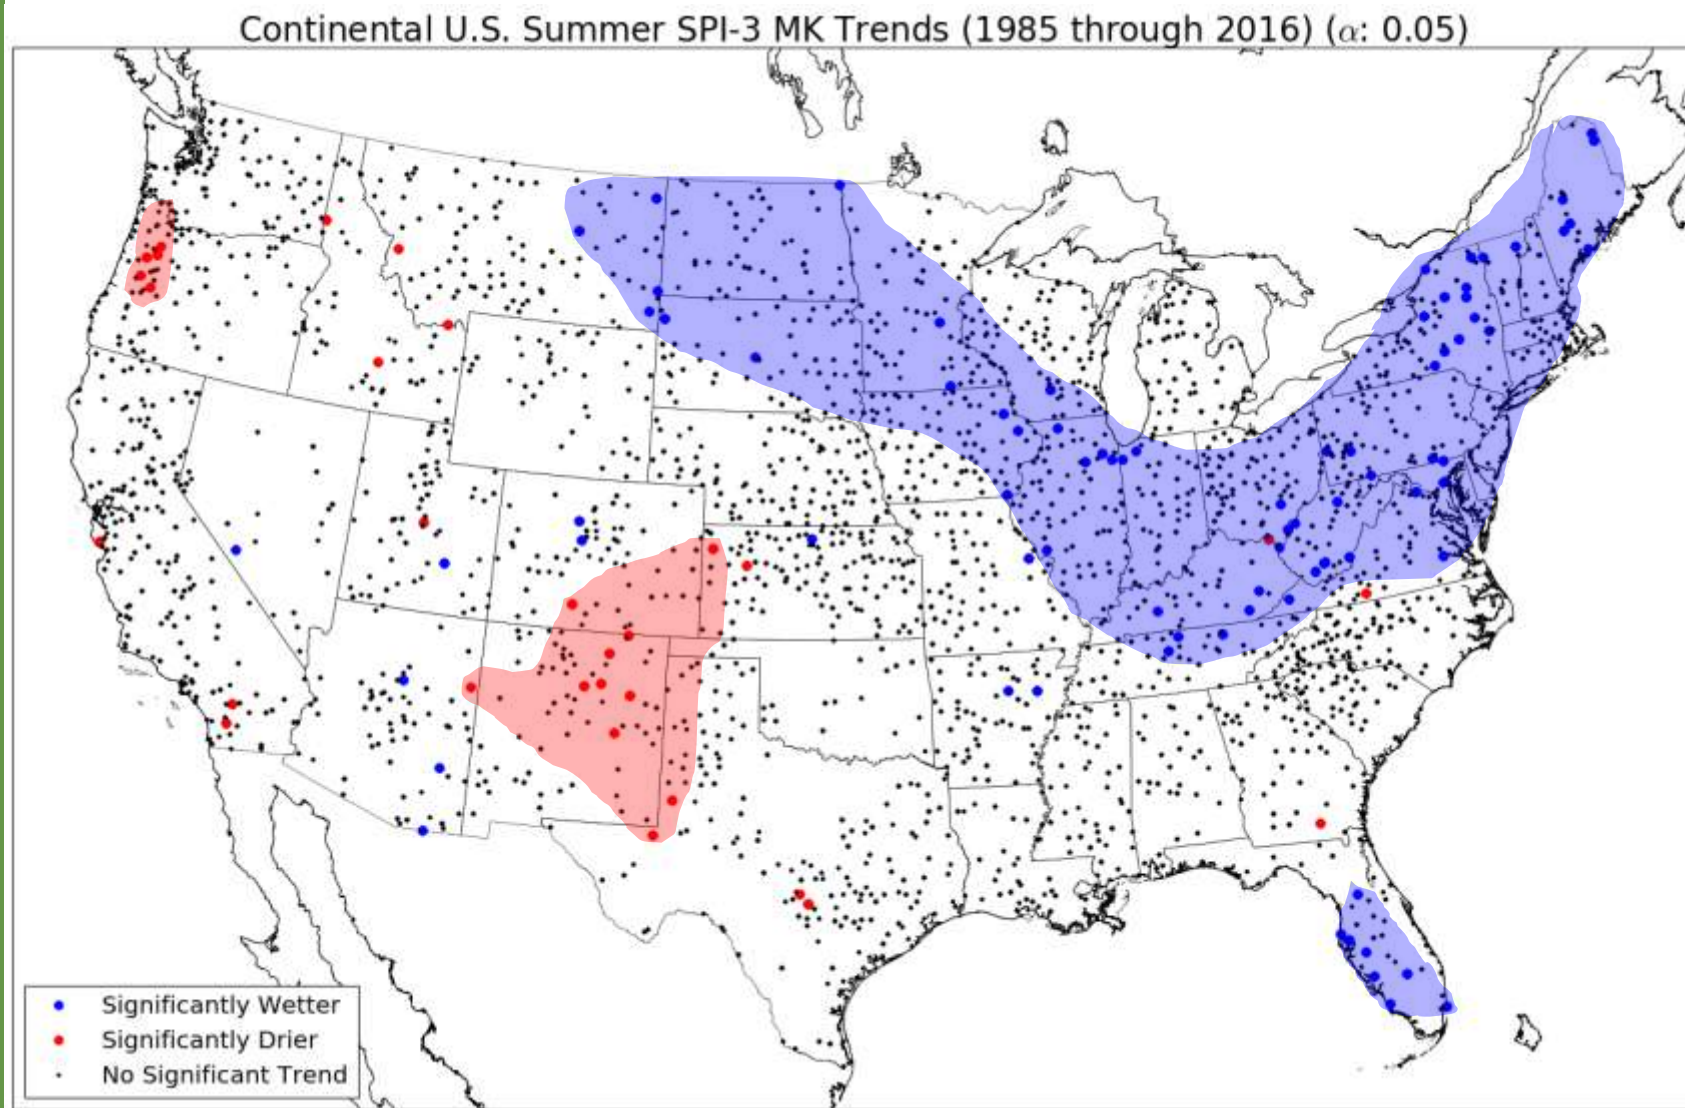 Continental U.S. Summer SPI-3 MK Trends (1985 through 2016) (α: 0.05)
Significantly Wetter
Significantly Drier
No Significant Trend